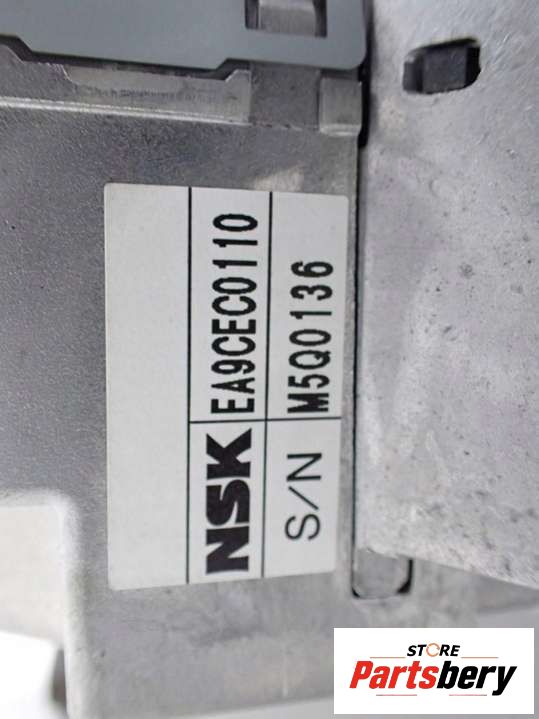 NSK EA9CEC0110
S/N M5Q0136
STORE
Partsbery